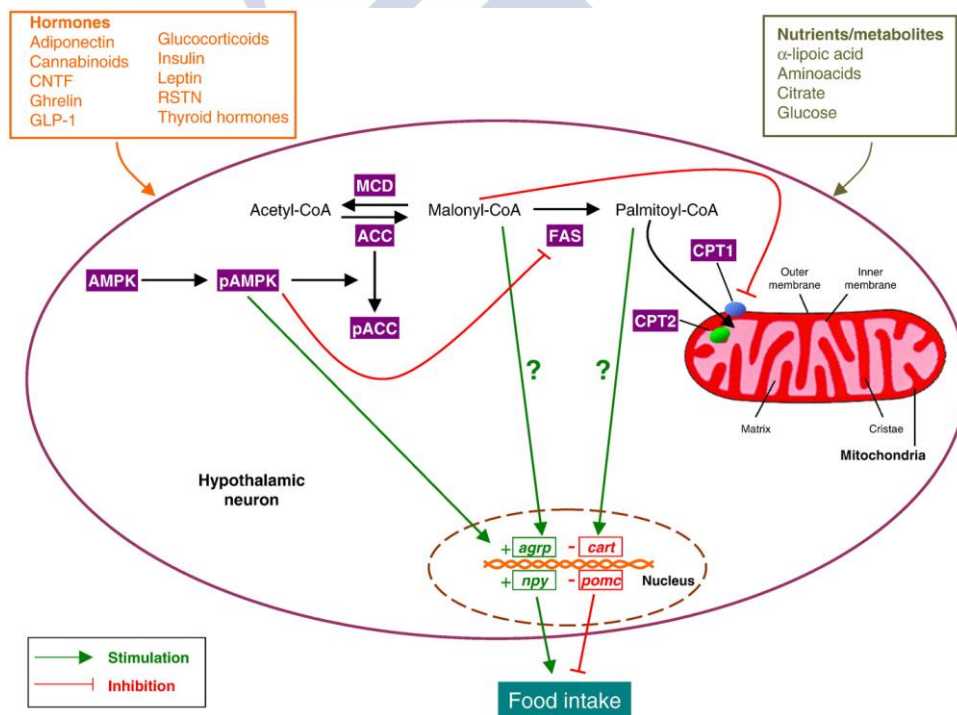 Hormones
Adiponectin
Cannabinoids
CNTF
Ghrelin
GLP-1
Glucocorticoids
Insulin
Leptin
RSTN
Thyroid hormones
Nutrients/metabolites
α-lipoic acid
Aminoacids
Citrate
Glucose
MCD
Acetyl-CoA
Malonyl-CoA
Palmitoyl-CoA
ACC
FAS
CPT1
AMPK
pAMPK
Outer
membrane
Inner
membrane
pACC
CPT2
?
?
Matrix
Cristae
Mitochondria
Hypothalamic
neuron
+ agrp
- cart
+ npy
- pomc
Nucleus
Stimulation
Inhibition
Food intake